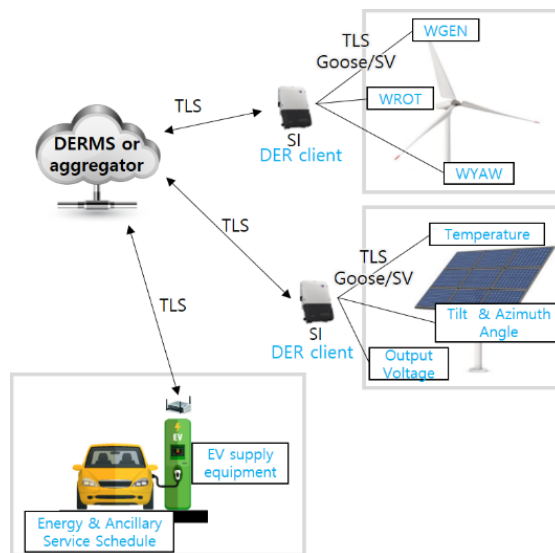 WGEN
TLS
Goose/SV
WROT
TLS
SI
DER client
WYAW
DERMS or
aggregator
TLS
Temperature
TLS
Goose/SV
Tilt & Azimuth
Angle
SI
DER client
Output
Voltage
TLS
EV
EV supply
equipment
Energy & Ancillary
Service Schedule